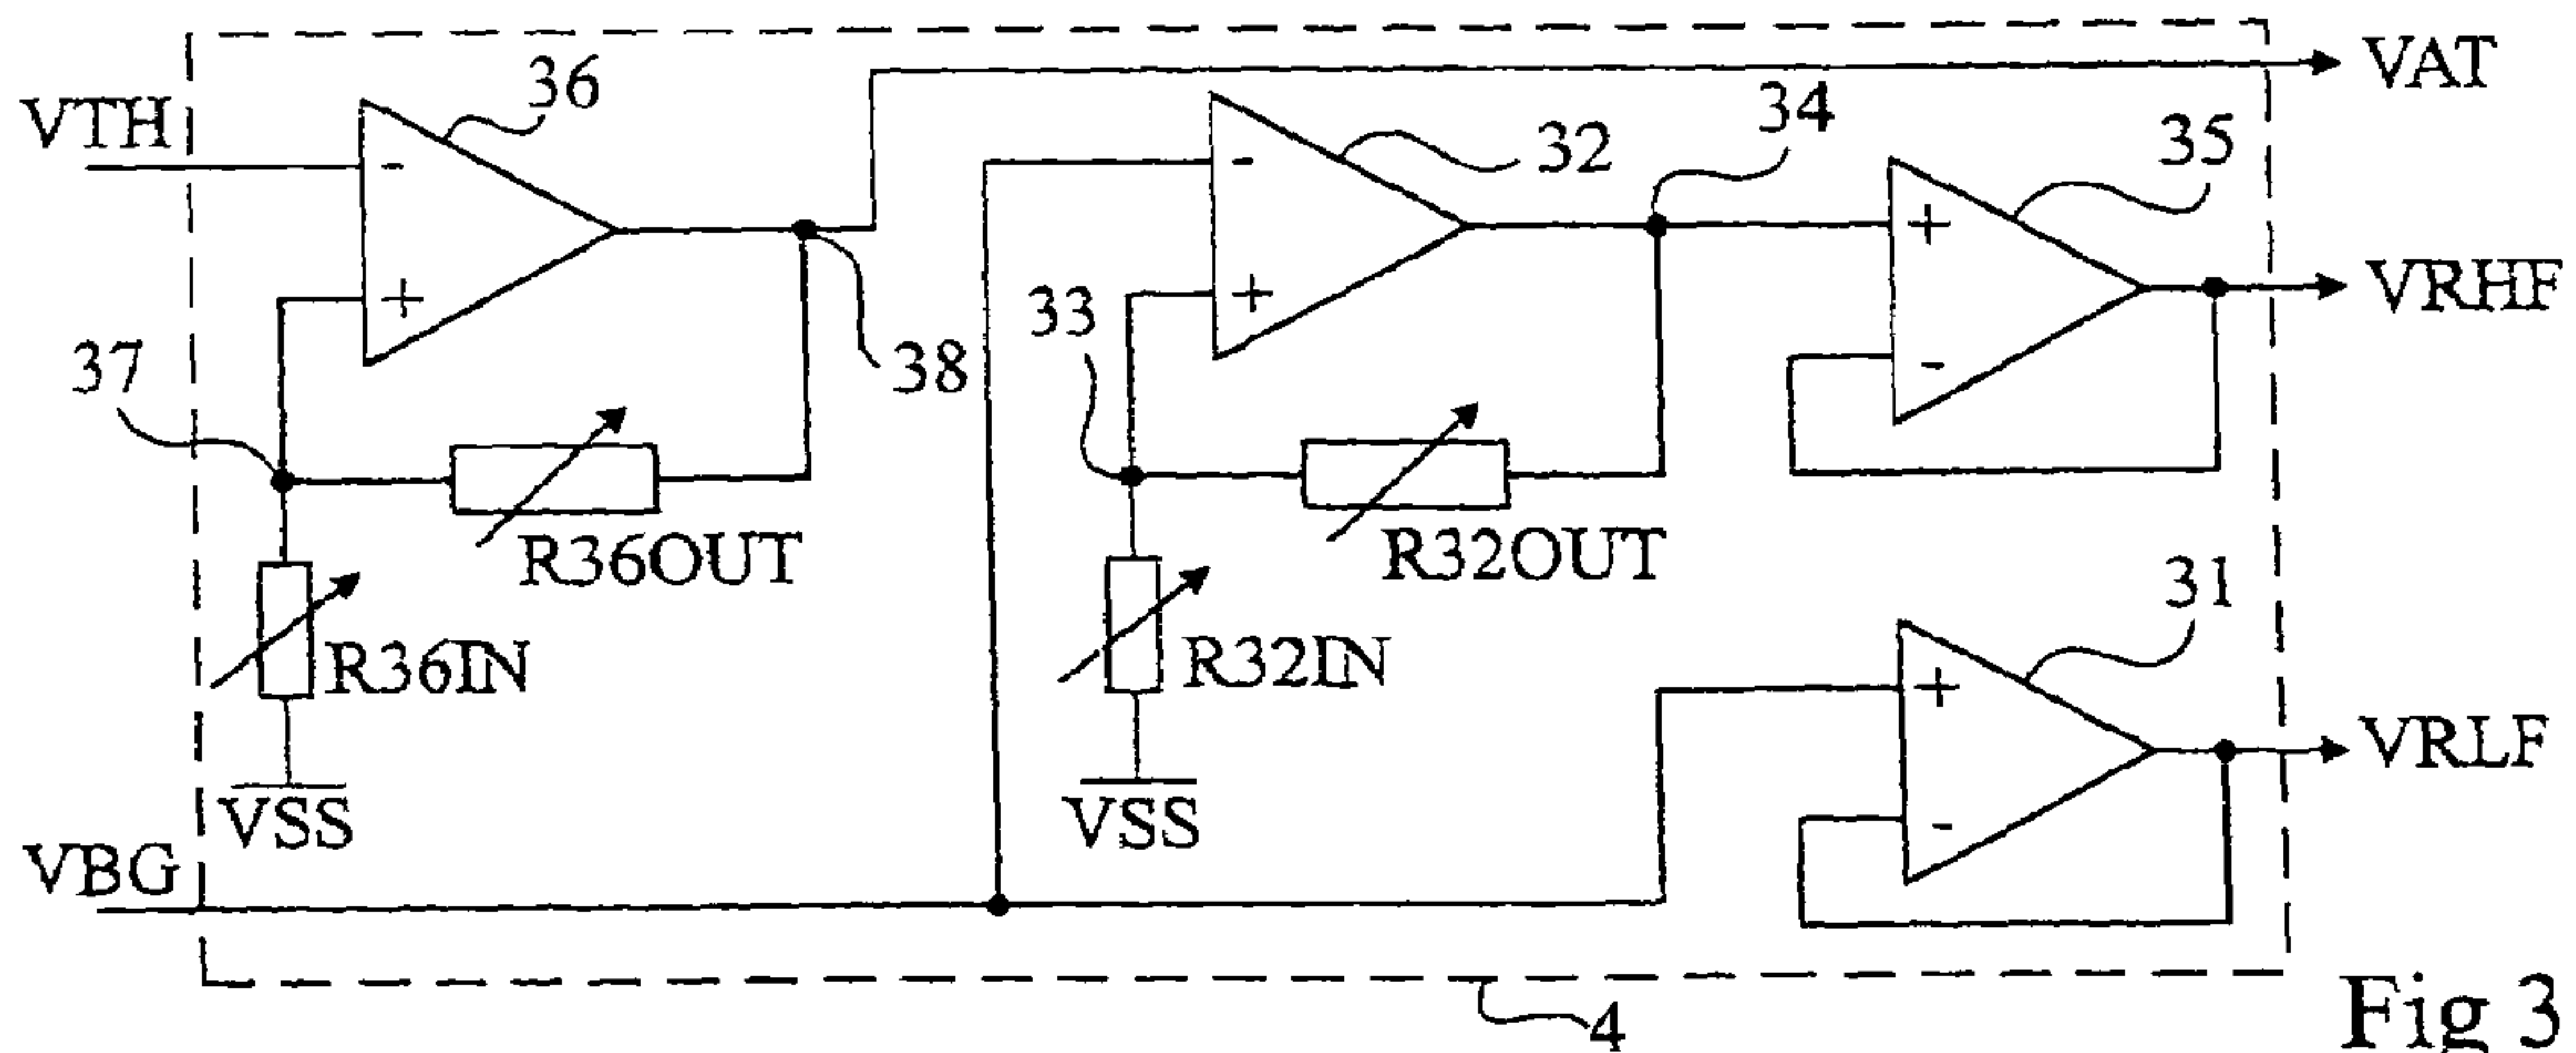 VAT
36
VTH
-
34
32
35
-
+
VRHF
+
+
33
38
-
37
R36OUT
R32OUT
31
R36IN
R32IN
+
VRLF
VSS
VSS
-
VBG
4
Fig 3